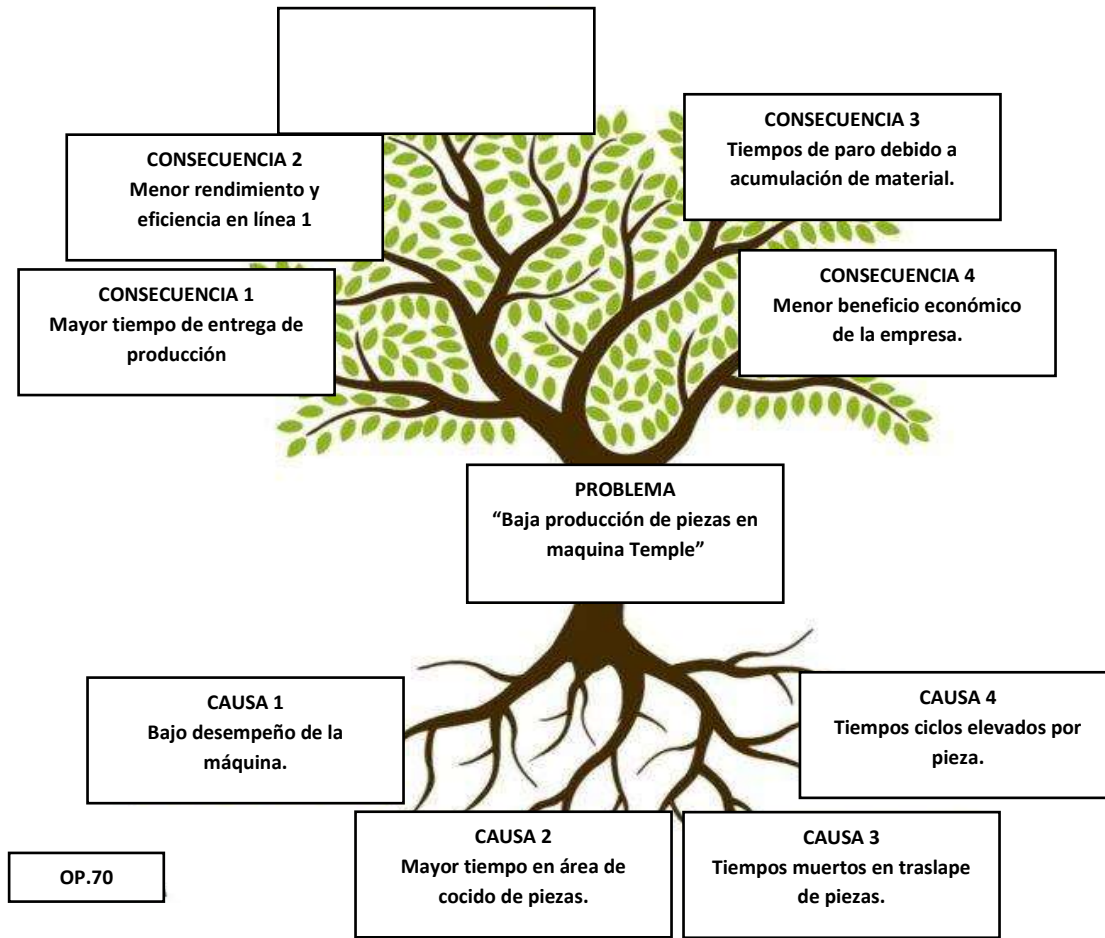 CONSECUENCIA 3
Tiempos de paro debido a
acumulación de material.
CONSECUENCIA 2
Menor rendimiento y
eficiencia en línea 1
CONSECUENCIA 1
Mayor tiempo de entrega de
producción
CONSECUENCIA 4
Menor beneficio económico
de la empresa.
PROBLEMA
“Baja producción de piezas en
maquina Temple”
CAUSA 1
Bajo desempeño de la
máquina.
CAUSA 4
Tiempos ciclos elevados por
pieza.
CAUSA 2
Mayor tiempo en área de
cocido de piezas.
CAUSA 3
Tiempos muertos en traslape
de piezas.
OP.70